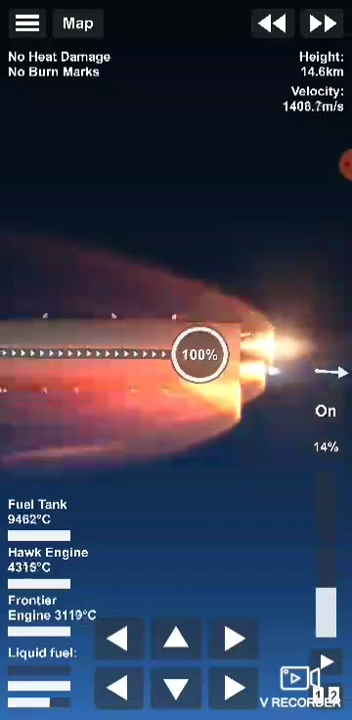 Map
No Heat Damage
No Burn Marks
Height:
14.6km
Velocity:
1408.7m/s
100%
On
14%
Fuel Tank
9462°C
Hawk Engine
4315°C
Frontier
Engine 3119°C
Liquid fuel:
V RECORDER